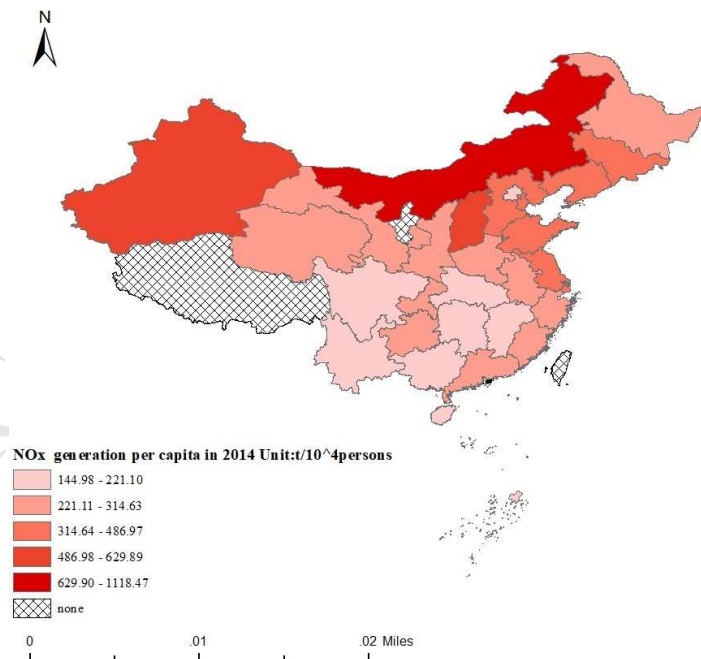 N
NOx generation per capita in 2014 Unit:t/10^4persons
144.98 - 221.10
221.11 - 314.63
314.64 - 486.97
486.98 - 629.89
629.90 - 1118.47
none
0 .01 .02 Miles